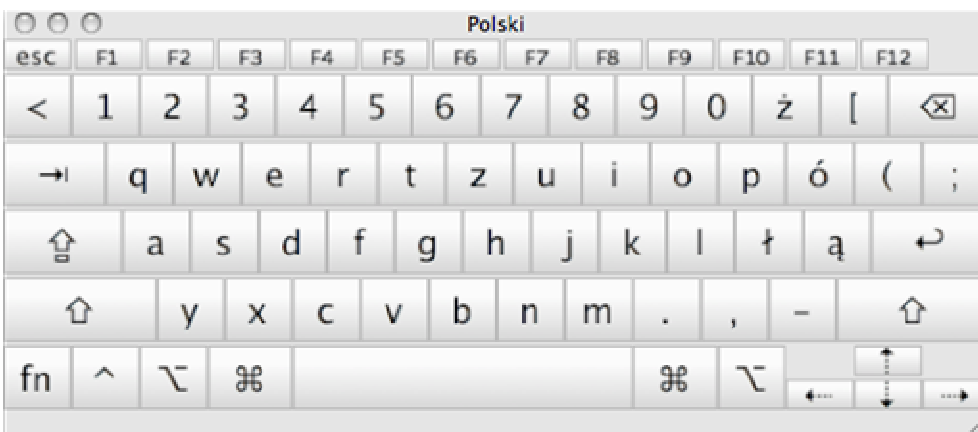 Polski
esc F1 F2 F3 F4 F5 F6 F7 F8 F9 F10 F11 F12
< 1 2 3 4 5 6 7 8 9 0 ż [
q w e r t z u i o p ó ( ;
a s d f g h j k l ł ą
y x c v b n m . , -
fn ^ ⌥ ⌘ ⌘ ⌥